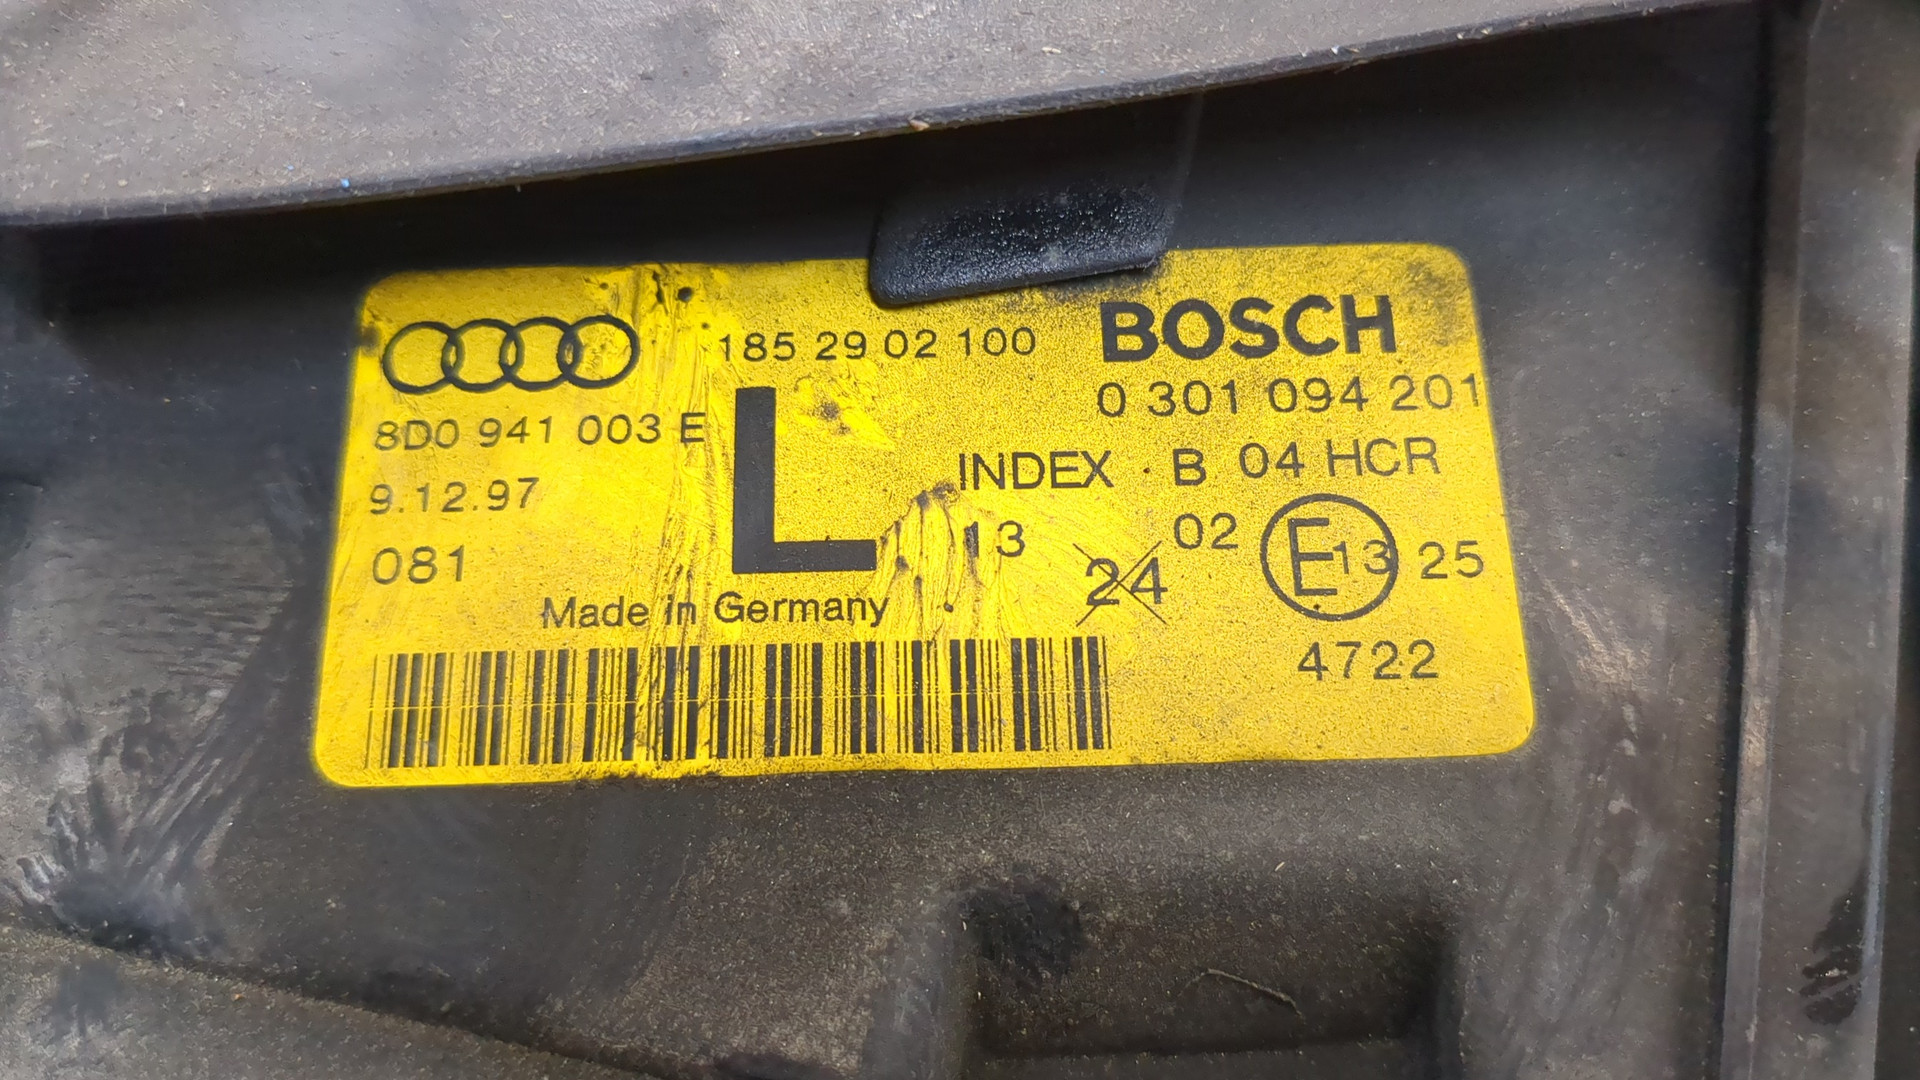 185 29 02 100
BOSCH
0 301 094 201
8D0 941 003 E
L
INDEX B 04 HCR
9.12.97
13
02 E13 25
081
24
Made in Germany
4722